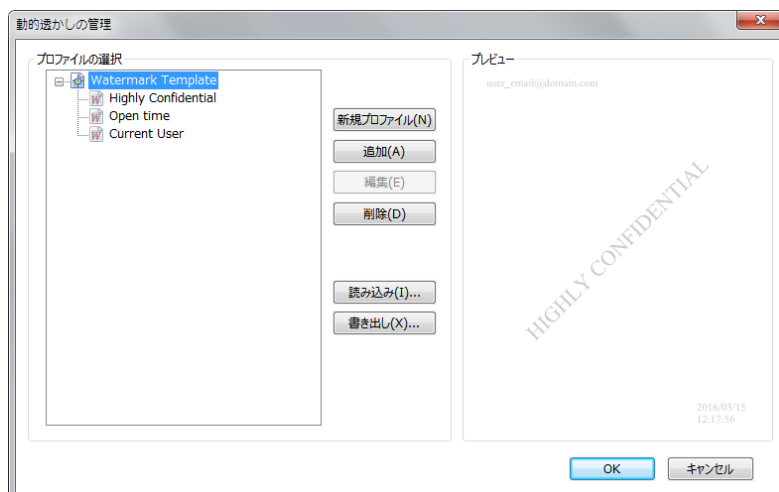 動的透かしの管理
プロファイルの選択
Watermark Template
Highly Confidential
Open time
Current User
新規プロファイル(N)
追加(A)
編集(E)
削除(D)
読み込み(I)...
書き出し(X)...
プレビュー
user_email@domain.com
HIGHLY CONFIDENTIAL
2016/03/15
12:17:56
OK
キャンセル